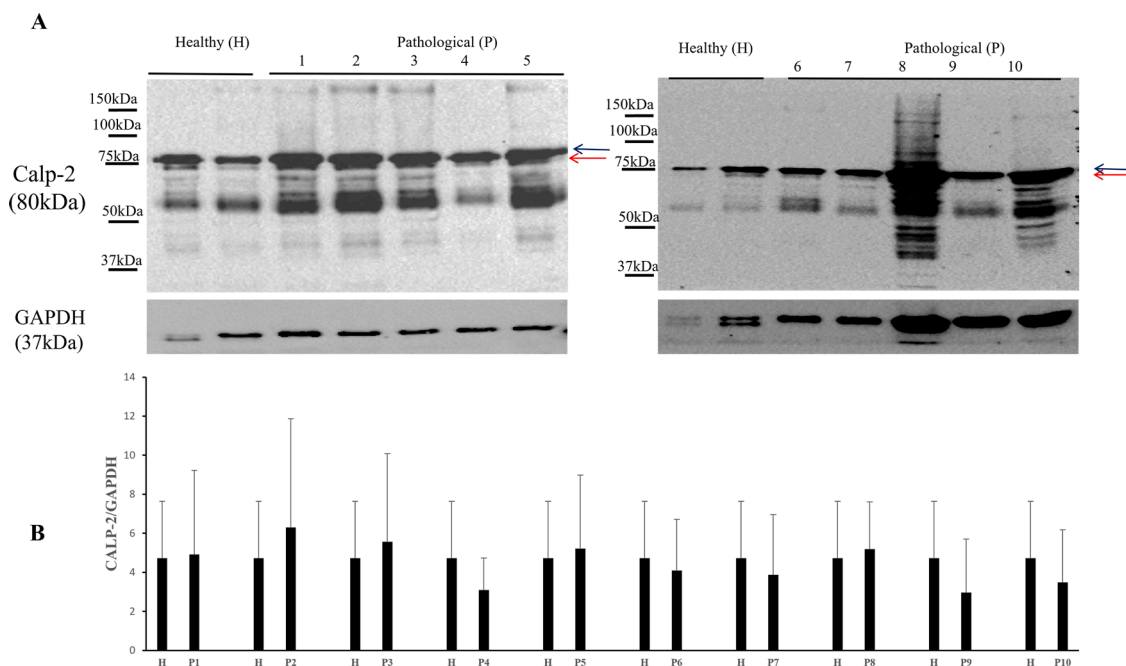 A
Healthy (H) Pathological (P)
1 2 3 4 5
150kDa
100kDa
75kDa
50kDa
37kDa
Calp-2
(80kDa)
GAPDH
(37kDa)
Healthy (H) Pathological (P)
6 7 8 9 10
150kDa
100kDa
75kDa
50kDa
37kDa
B
CALP-2/GAPDH
14
12
10
8
6
4
2
0
H P1 H P2 H P3 H P4 H P5 H P6 H P7 H P8 H P9 H P10